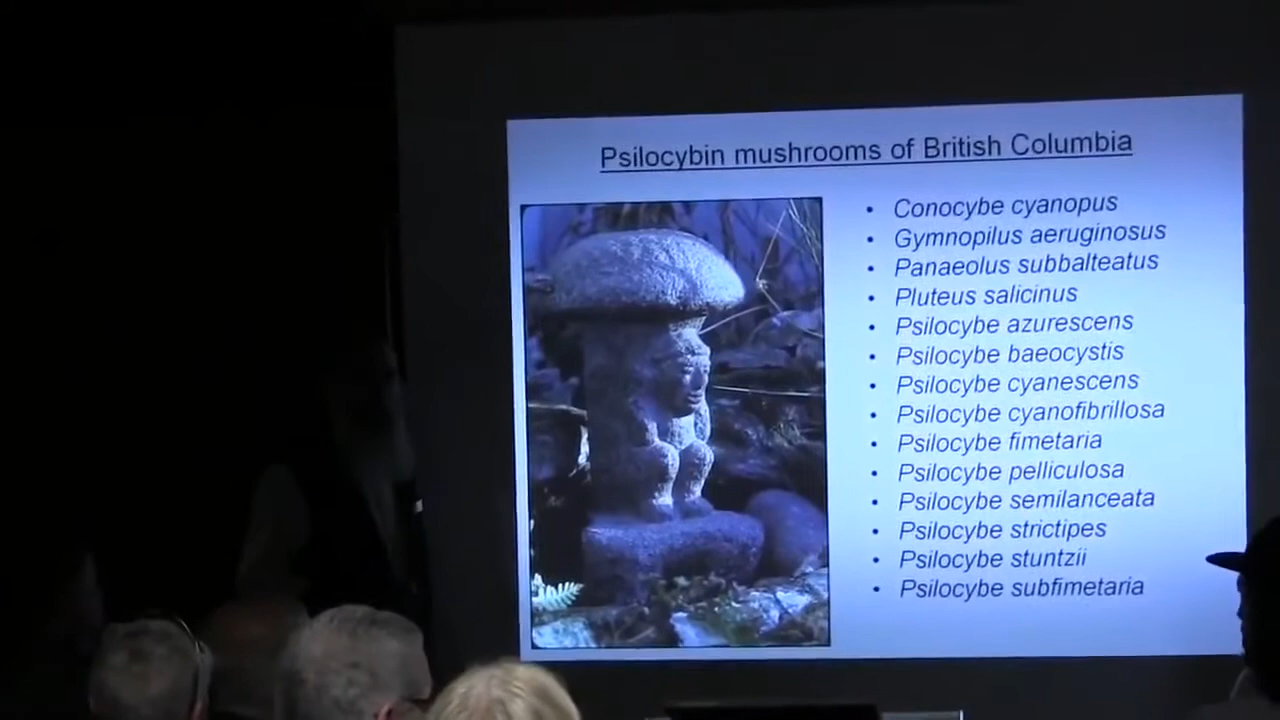 Psilocybin mushrooms of British Columbia
• Conocybe cyanopus
• Gymnopilus aeruginosus
• Panaeolus subbalteatus
• Pluteus salicinus
• Psilocybe azurescens
• Psilocybe baeocystis
• Psilocybe cyanescens
• Psilocybe cyanofibrillosa
• Psilocybe fimetaria
• Psilocybe pelliculosa
• Psilocybe semilanceata
• Psilocybe strictipes
• Psilocybe stuntzii
• Psilocybe subfimetaria